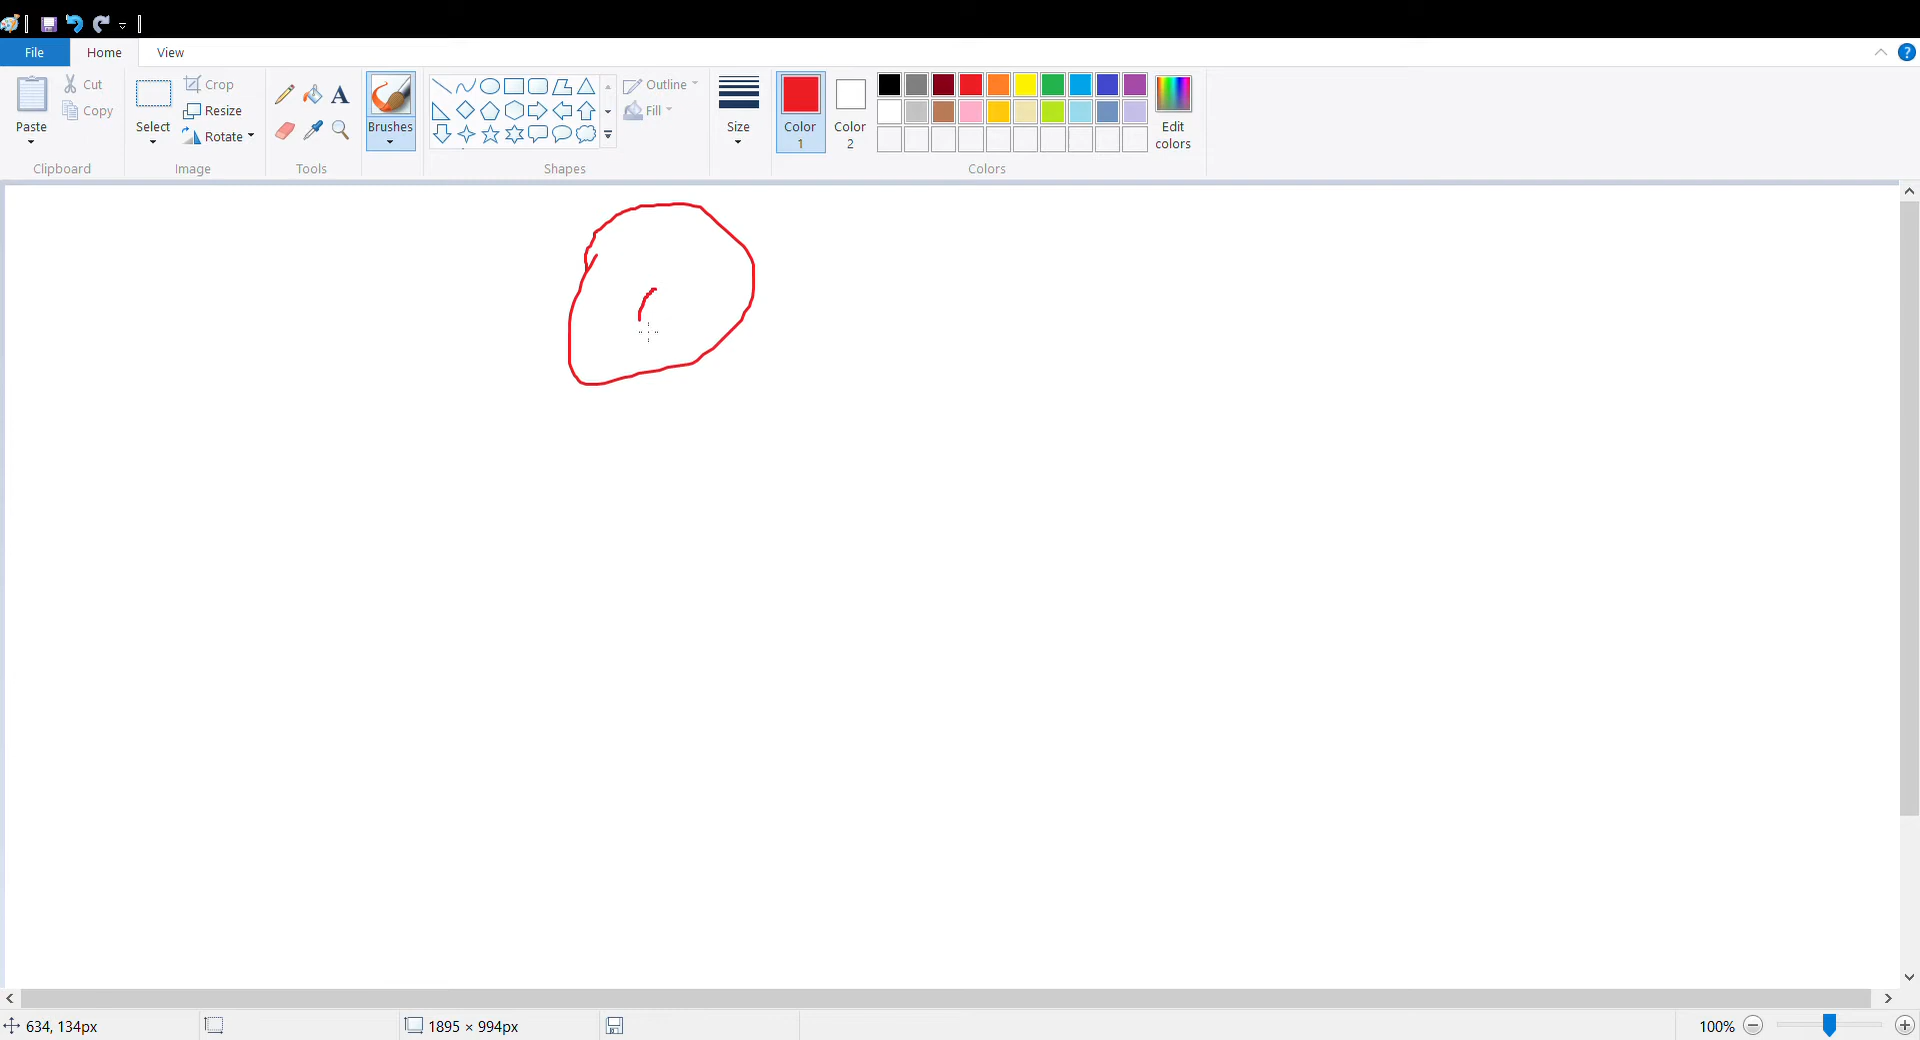 File Home View
Cut Crop Outline
Copy Resize Fill
Paste Select Rotate Brushes Size Color 1 Color 2 Edit colors
Clipboard Image Tools Shapes Colors
634, 134px 1895 × 994px 100%